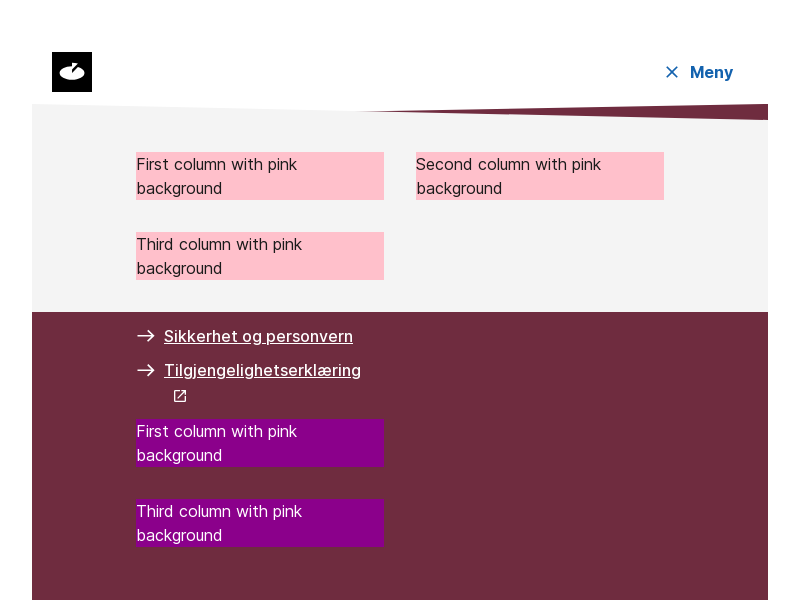 Meny
First column with pink
background
Second column with pink
background
Third column with pink
background
Sikkerhet og personvern
Tilgjengelighetserklæring
First column with pink
background
Third column with pink
background